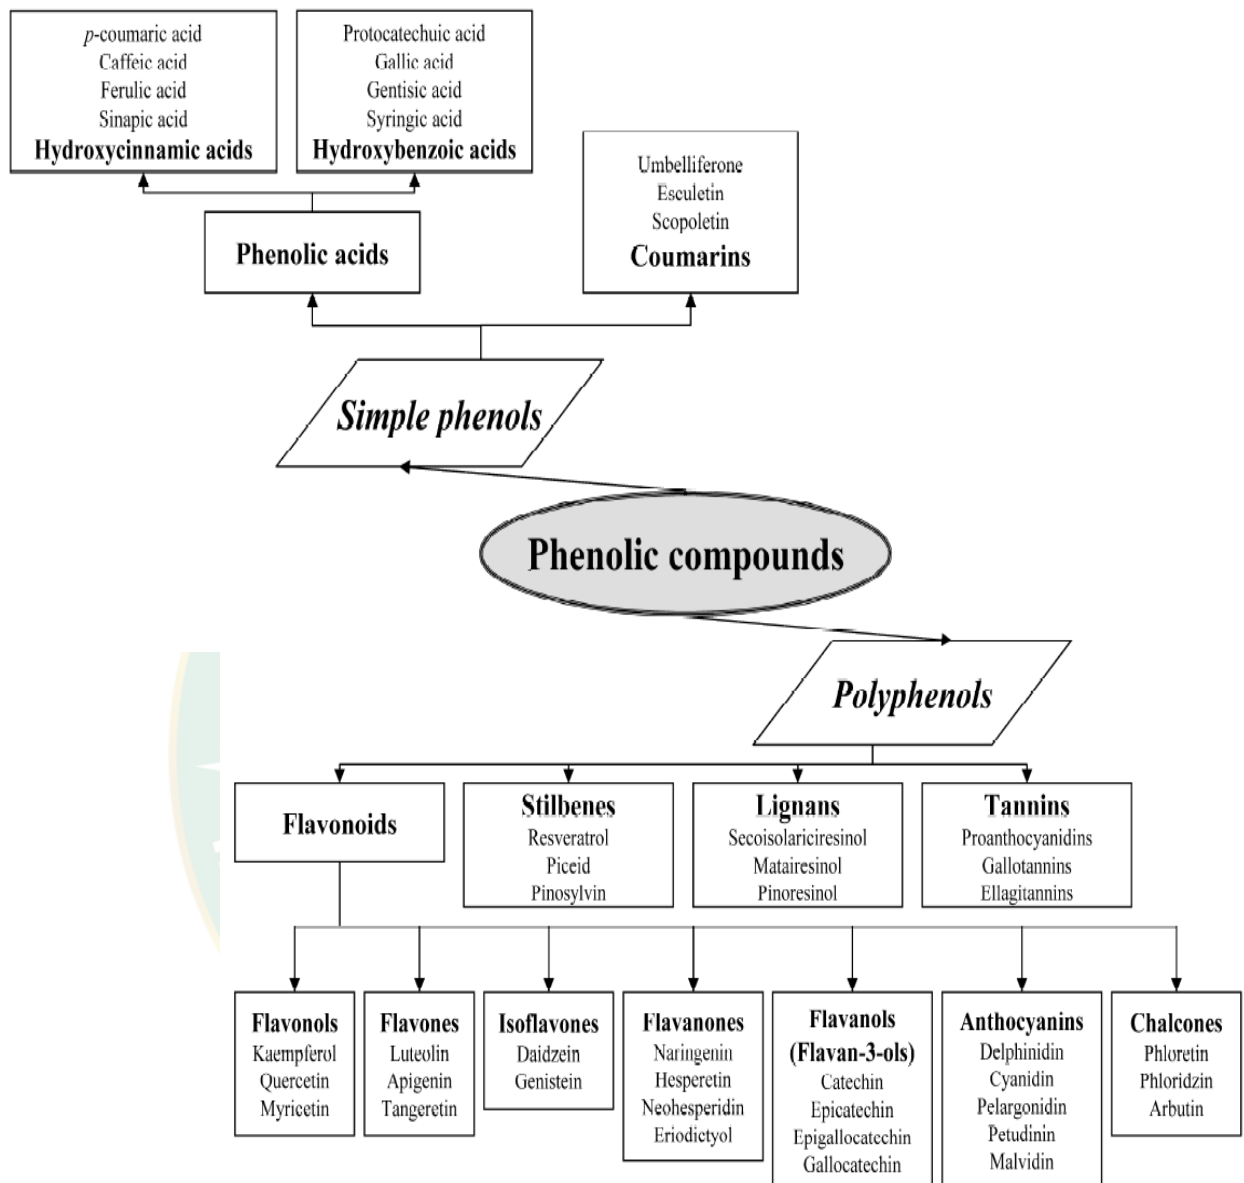 p-coumaric acid
Caffeic acid
Ferulic acid
Sinapic acid
Hydroxycinnamic acids
Protocatechuic acid
Gallic acid
Gentisic acid
Syringic acid
Hydroxybenzoic acids
Umbelliferone
Esculetin
Scopoletin
Coumarins
Phenolic acids
Simple phenols
Phenolic compounds
Polyphenols
Flavonoids
Stilbenes
Resveratrol
Piceid
Pinosylvin
Lignans
Secoisolariciresinol
Matairesinol
Pinoresinol
Tannins
Proanthocyanidins
Gallotannins
Ellagitannins
Flavonols
Kaempferol
Quercetin
Myricetin
Flavones
Luteolin
Apigenin
Tangeretin
Isoflavones
Daidzein
Genistein
Flavanones
Naringenin
Hesperetin
Neohesperidin
Eriodictyol
Flavanols
(Flavan-3-ols)
Catechin
Epicatechin
Epigallocatechin
Gallocatechin
Anthocyanins
Delphinidin
Cyanidin
Pelargonidin
Petudinin
Malvidin
Chalcones
Phloretin
Phloridzin
Arbutin